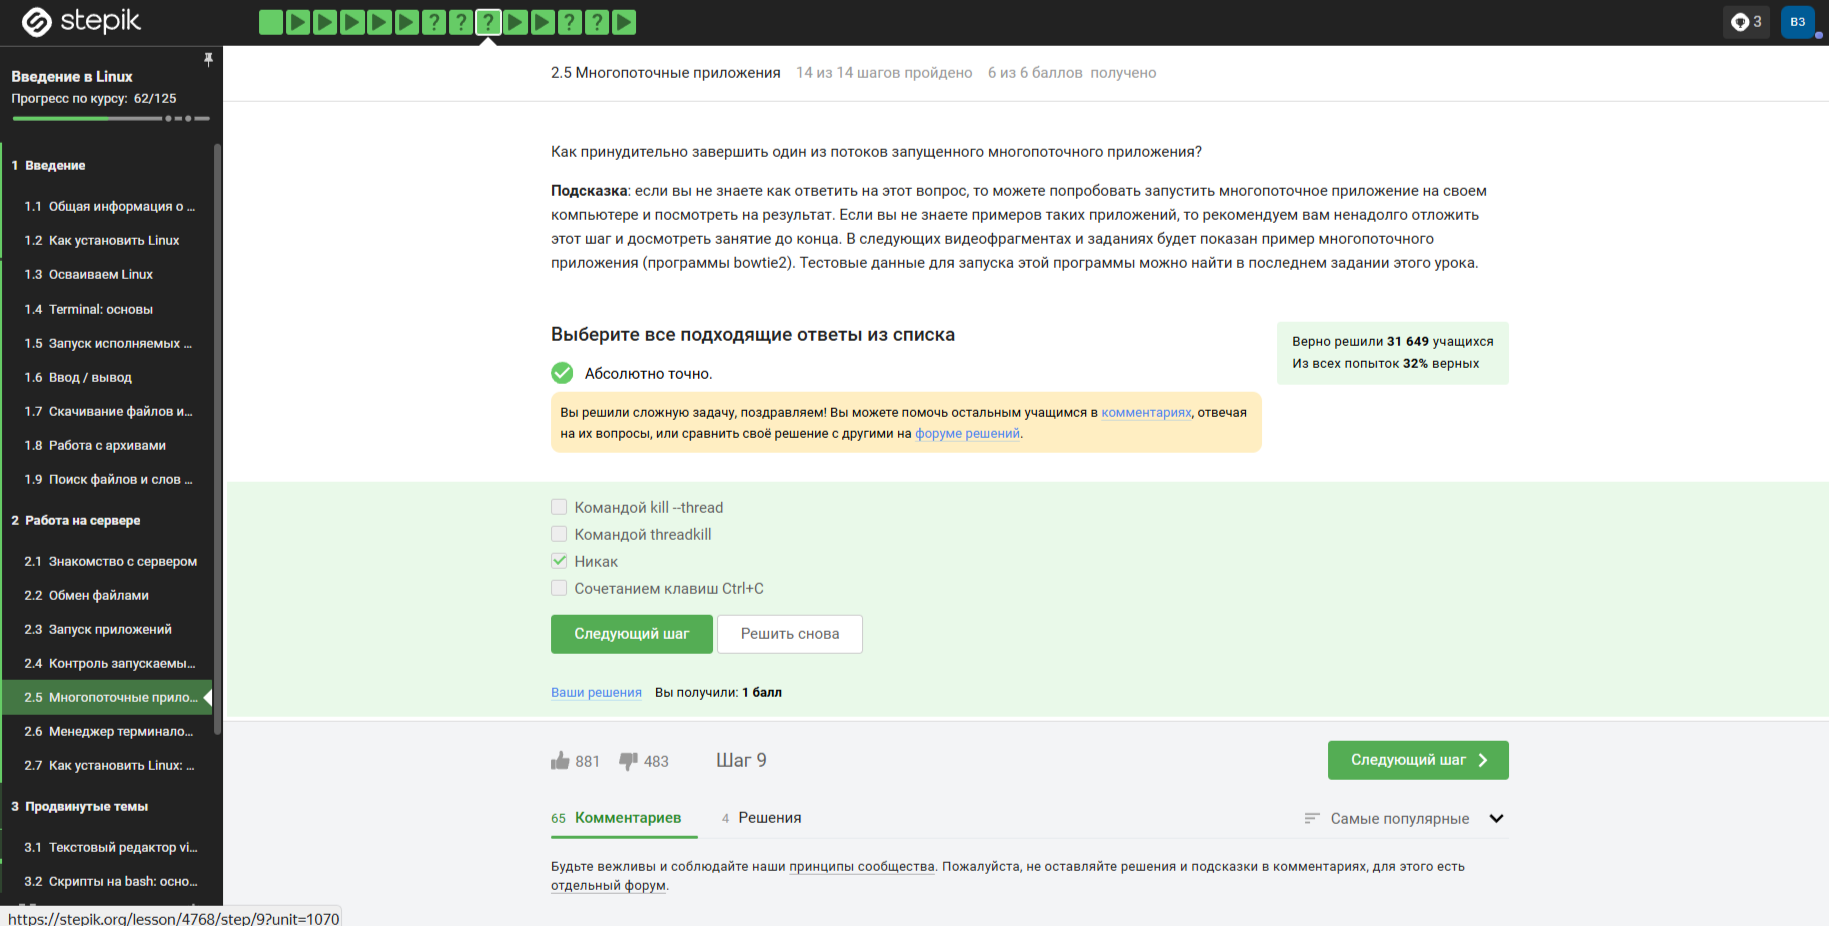 stepik
3
ВЗ
Введение в Linux
Прогресс по курсу: 62/125
1 Введение
1.1 Общая информация о ...
1.2 Как установить Linux
1.3 Осваиваем Linux
1.4 Terminal: основы
1.5 Запуск исполняемых ...
1.6 Ввод / вывод
1.7 Скачивание файлов и...
1.8 Работа с архивами
1.9 Поиск файлов и слов ...
2 Работа на сервере
2.1 Знакомство с сервером
2.2 Обмен файлами
2.3 Запуск приложений
2.4 Контроль запускаемы...
2.5 Многопоточные прило...
2.6 Менеджер терминало...
2.7 Как установить Linux: ...
3 Продвинутые темы
3.1 Текстовый редактор vi...
3.2 Скрипты на bash: осно...
https://stepik.org/lesson/4768/step/9?unit=1070
2.5 Многопоточные приложения 14 из 14 шагов пройдено 6 из 6 баллов получено
Как принудительно завершить один из потоков запущенного многопоточного приложения?
Подсказка: если вы не знаете как ответить на этот вопрос, то можете попробовать запустить многопоточное приложение на своем
компьютере и посмотреть на результат. Если вы не знаете примеров таких приложений, то рекомендуем вам ненадолго отложить
этот шаг и досмотреть занятие до конца. В следующих видеофрагментах и заданиях будет показан пример многопоточного
приложения (программы bowtie2). Тестовые данные для запуска этой программы можно найти в последнем задании этого урока.
Выберите все подходящие ответы из списка
Верно решили 31 649 учащихся
Из всех попыток 32% верных
Абсолютно точно.
Вы решили сложную задачу, поздравляем! Вы можете помочь остальным учащимся в комментариях, отвечая
на их вопросы, или сравнить своё решение с другими на форуме решений.
Командой kill --thread
Командой threadkill
Никак
Сочетанием клавиш Ctrl+C
Следующий шаг Решить снова
Ваши решения Вы получили: 1 балл
881 483 Шаг 9 Следующий шаг
65 Комментариев 4 Решения Самые популярные
Будьте вежливы и соблюдайте наши принципы сообщества. Пожалуйста, не оставляйте решения и подсказки в комментариях, для этого есть
отдельный форум.